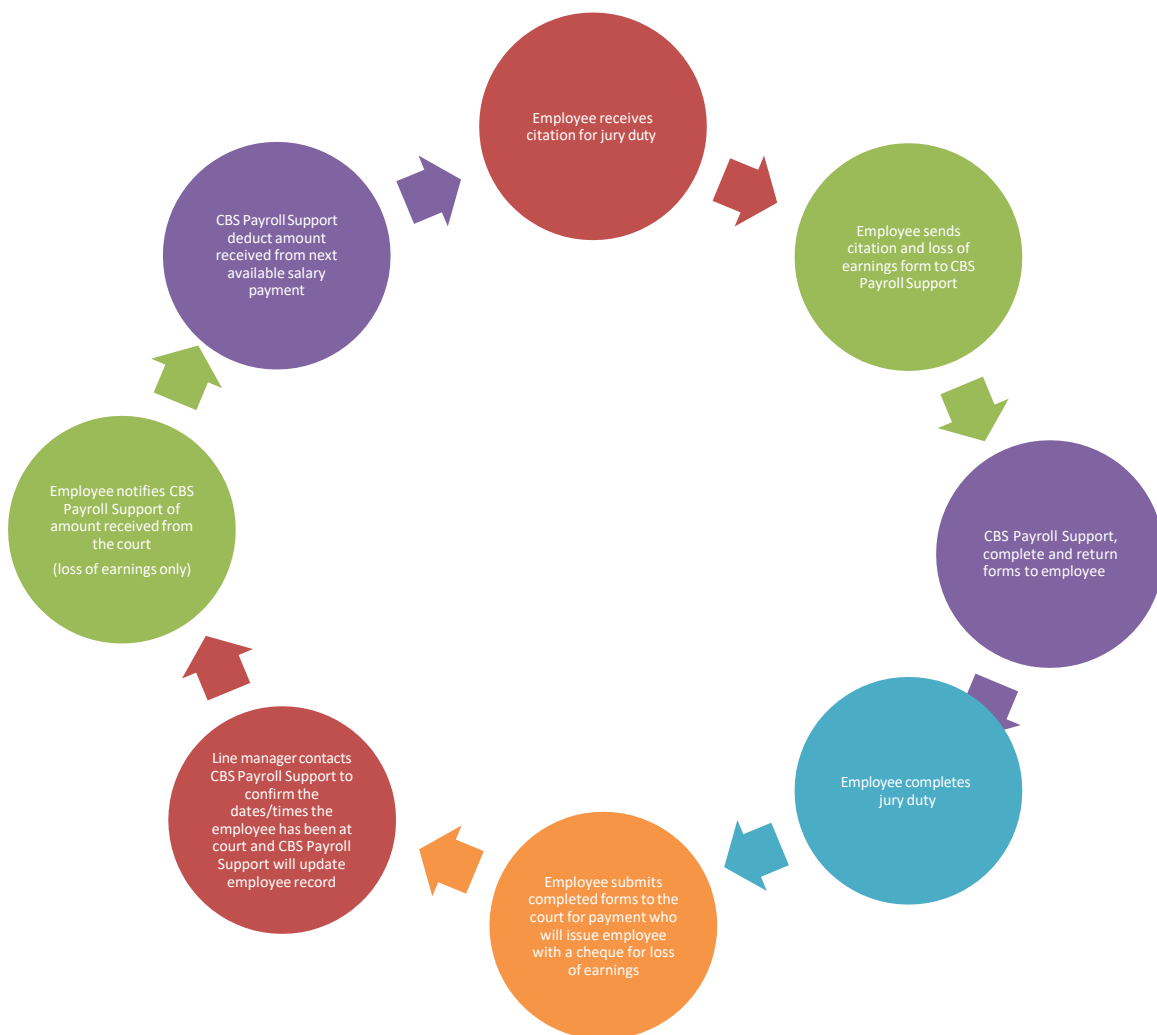 Employee receives
citation for jury duty
Employee sends
citation and loss of
earnings form to CBS
Payroll Support
CBS Payroll Support,
complete and return
forms to employee
Employee completes
jury duty
Employee submits
completed forms to the
court for payment who
will issue employee
with a cheque for loss
of earnings
Line manager contacts
CBS Payroll Support to
confirm the
dates/times the
employee has been at
court and CBS Payroll
Support will update
employee record
Employee notifies CBS
Payroll Support of
amount received from
the court
(loss of earnings only)
CBS Payroll Support
deduct amount
received from next
available salary
payment